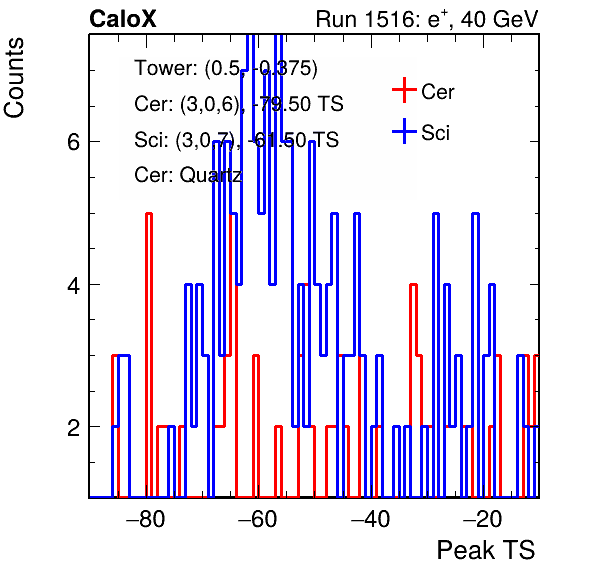 CaloX Run 1516: e+, 40 GeV
Counts
Tower: (0.5, -0.375)
Cer: (3,0,6), -79.50 TS
Sci: (3,0,7), -61.50 TS
Cer: Quartz
Cer
Sci
6
4
2
−80 −60 −40 −20
Peak TS